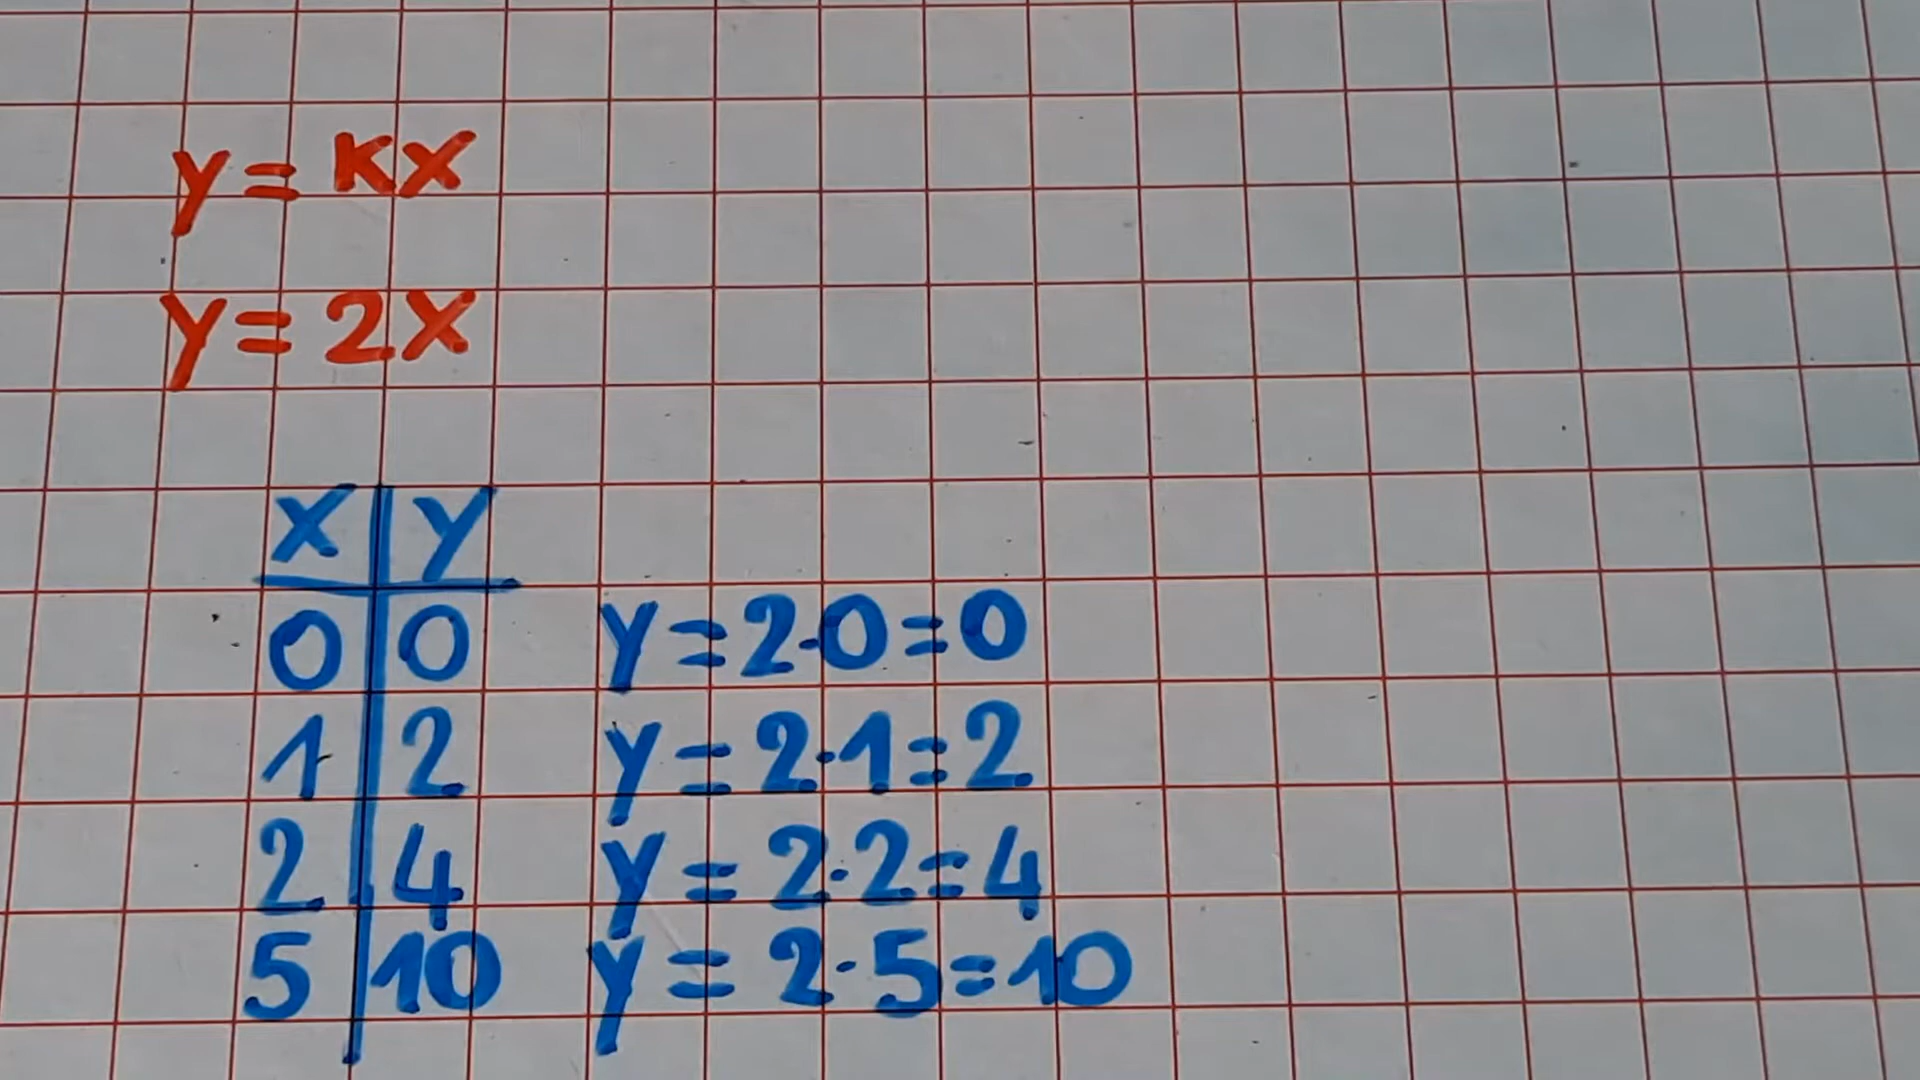 y = kx
y = 2x
x y
0 0 y = 2·0 = 0
1 2 y = 2·1 = 2
2 4 y = 2·2 = 4
5 10 y = 2·5 = 10